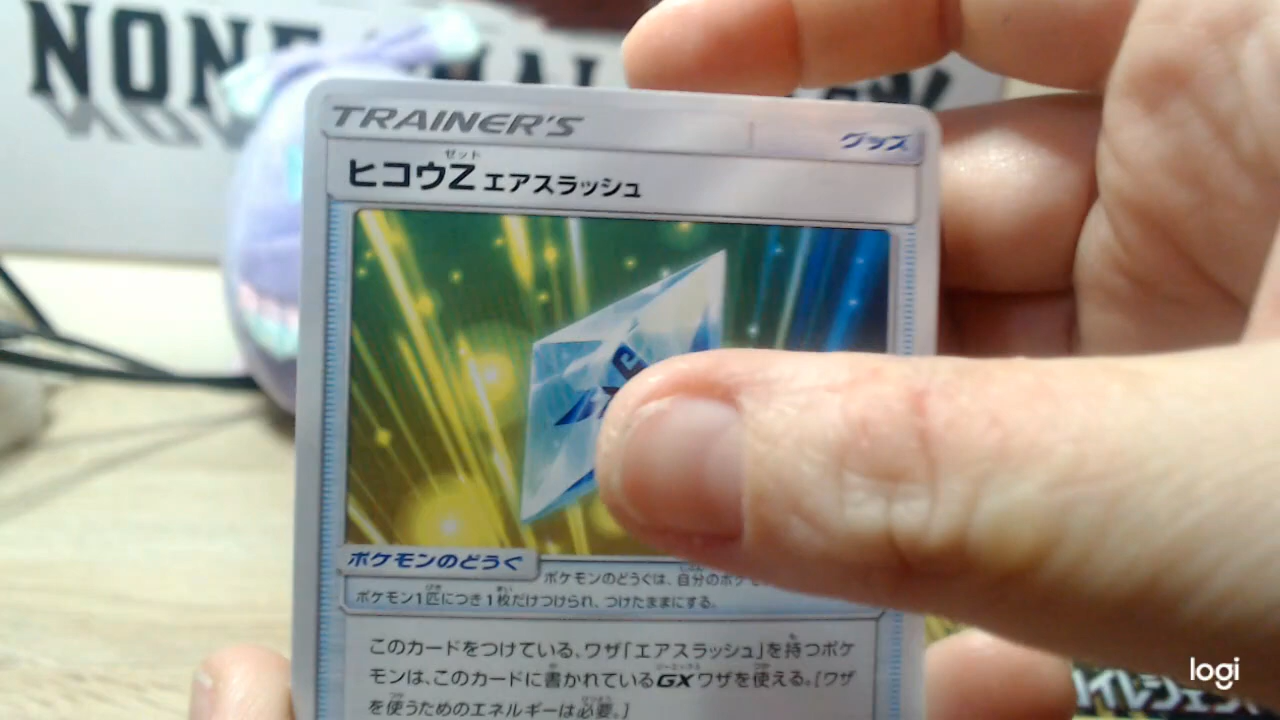 NON
TRAINER'S
グッズ
ゼット
ヒコウZ エアスラッシュ
ポケモンのどうぐ
ポケモンのどうぐは、自分のポケモ
ポケモン1匹につき1枚だけつけられ、つけたままにする。
このカードをつけている、ワザ「エアスラッシュ」を持つポケ
モンは、このカードに書かれているGXワザを使える。[ワザ
を使うためのエネルギーは必要。]
logi